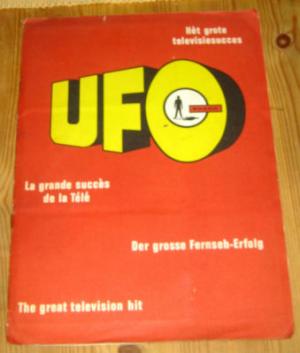 Hèt grote
televisiesucces
UFO
La grande succès
de la Télé
Der grosse Fernseh-Erfolg
The great television hit